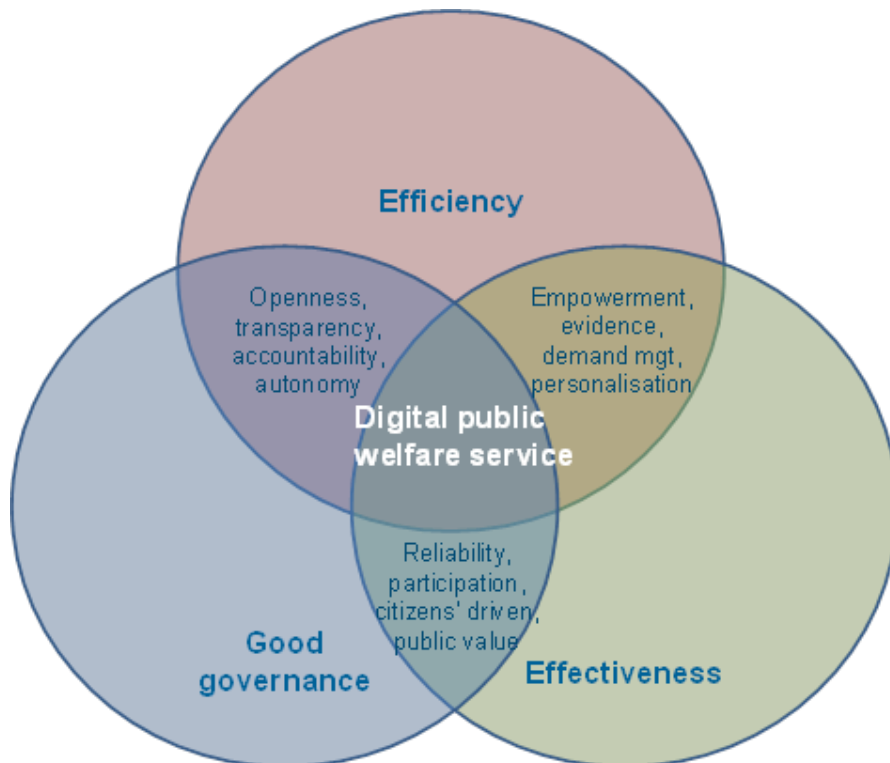 Efficiency
Openness,
transparency,
accountability,
autonomy
Empowerment,
evidence,
demand mgt,
personalisation
Digital public
welfare service
Reliability,
participation,
citizens' driven,
public value
Good
governance
Effectiveness